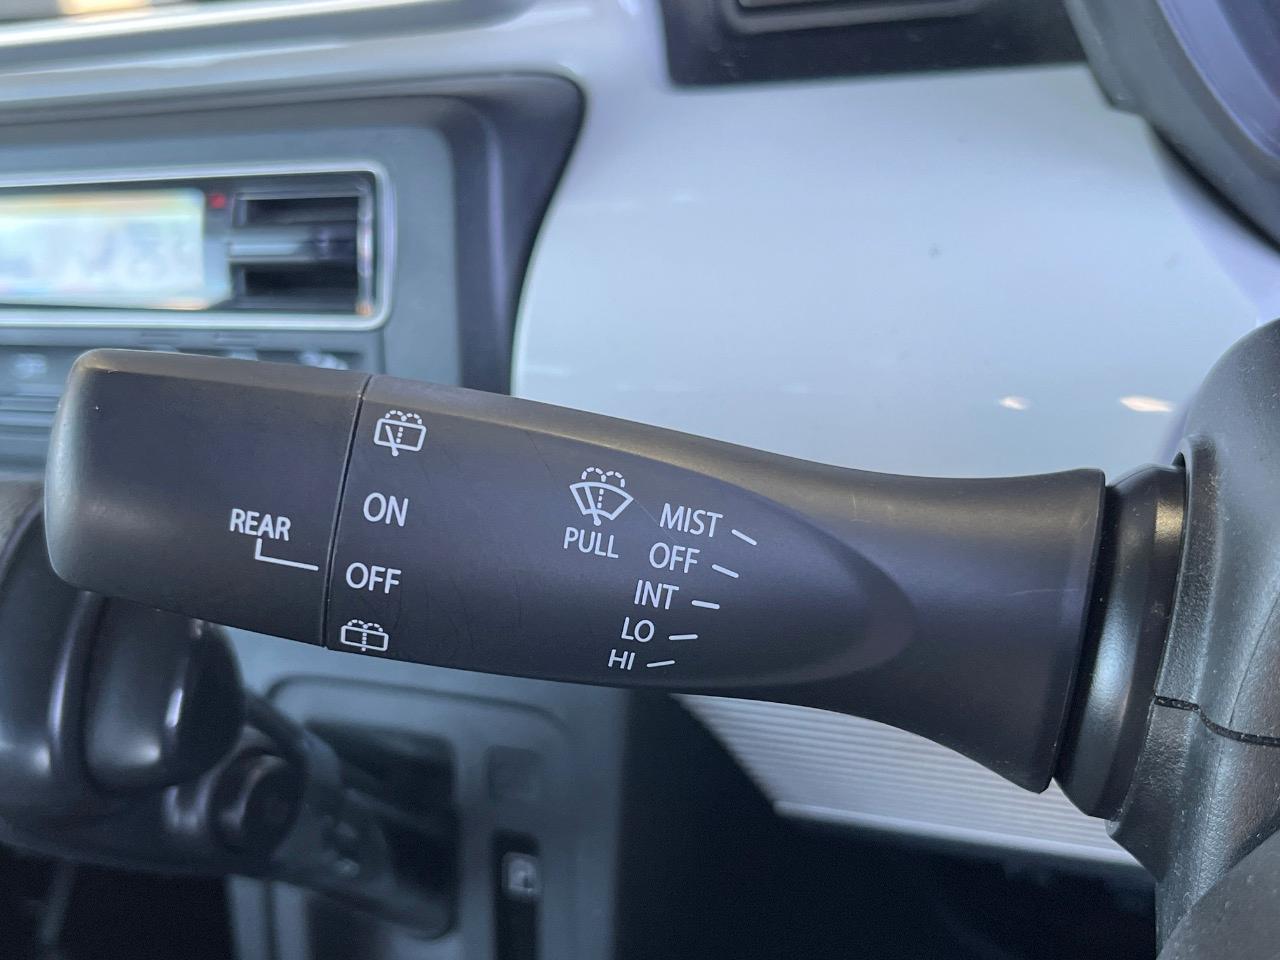 REAR
ON
OFF
PULL
MIST
OFF
INT
LO
HI